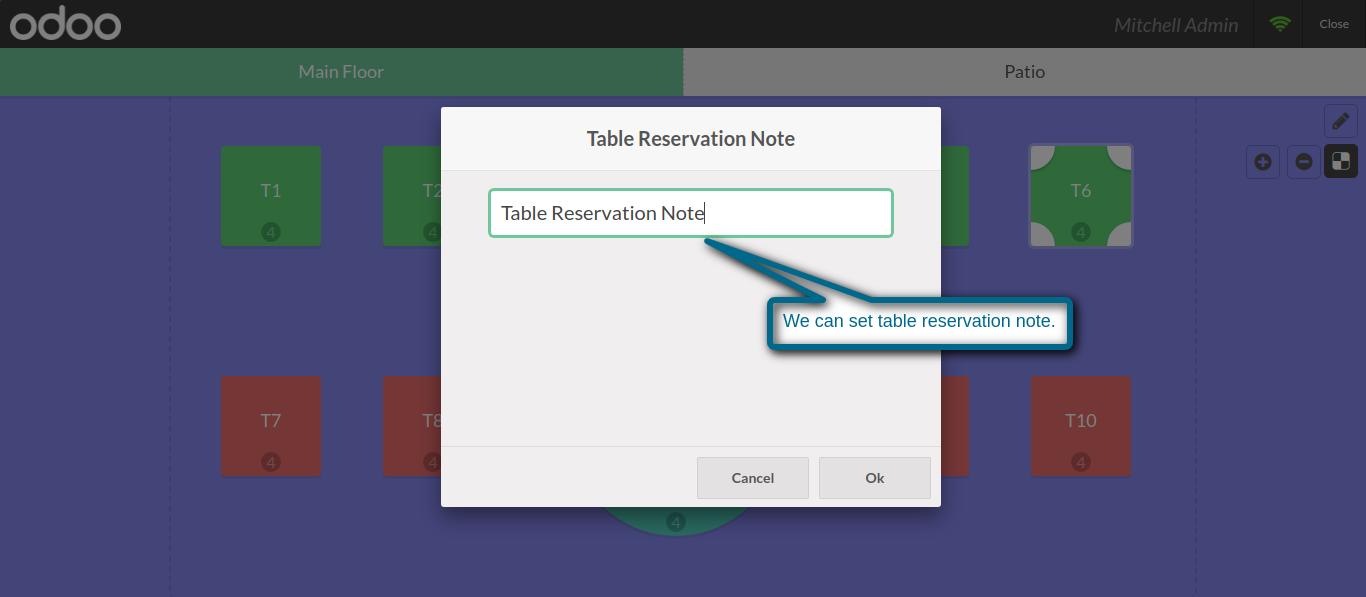 odoo
Mitchell Admin
Close
Main Floor
Patio
Table Reservation Note
T1
T2
T6
Table Reservation Note
4
4
4
We can set table reservation note.
T7
T8
T10
4
4
4
Cancel
Ok
4